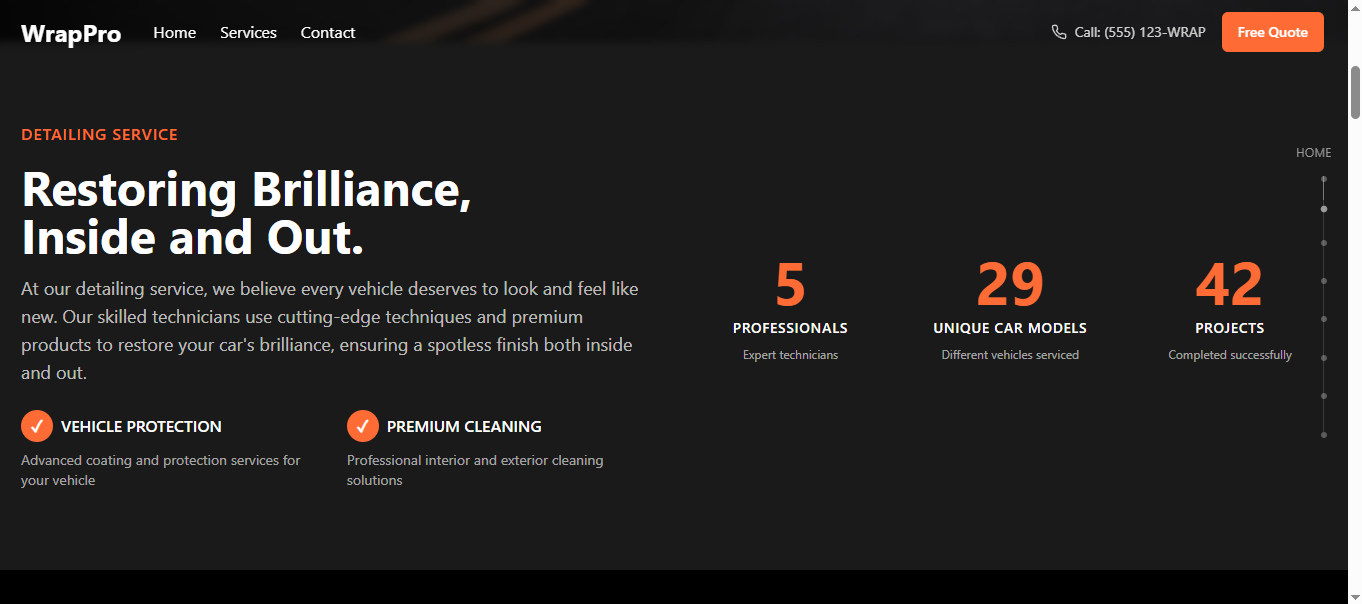 WrapPro
Home
Services
Contact
Call: (555) 123-WRAP
Free Quote
DETAILING SERVICE
Restoring Brilliance,
Inside and Out.
At our detailing service, we believe every vehicle deserves to look and feel like
new. Our skilled technicians use cutting-edge techniques and premium
products to restore your car's brilliance, ensuring a spotless finish both inside
and out.
VEHICLE PROTECTION
Advanced coating and protection services for
your vehicle
PREMIUM CLEANING
Professional interior and exterior cleaning
solutions
5
PROFESSIONALS
Expert technicians
29
UNIQUE CAR MODELS
Different vehicles serviced
42
PROJECTS
Completed successfully
HOME